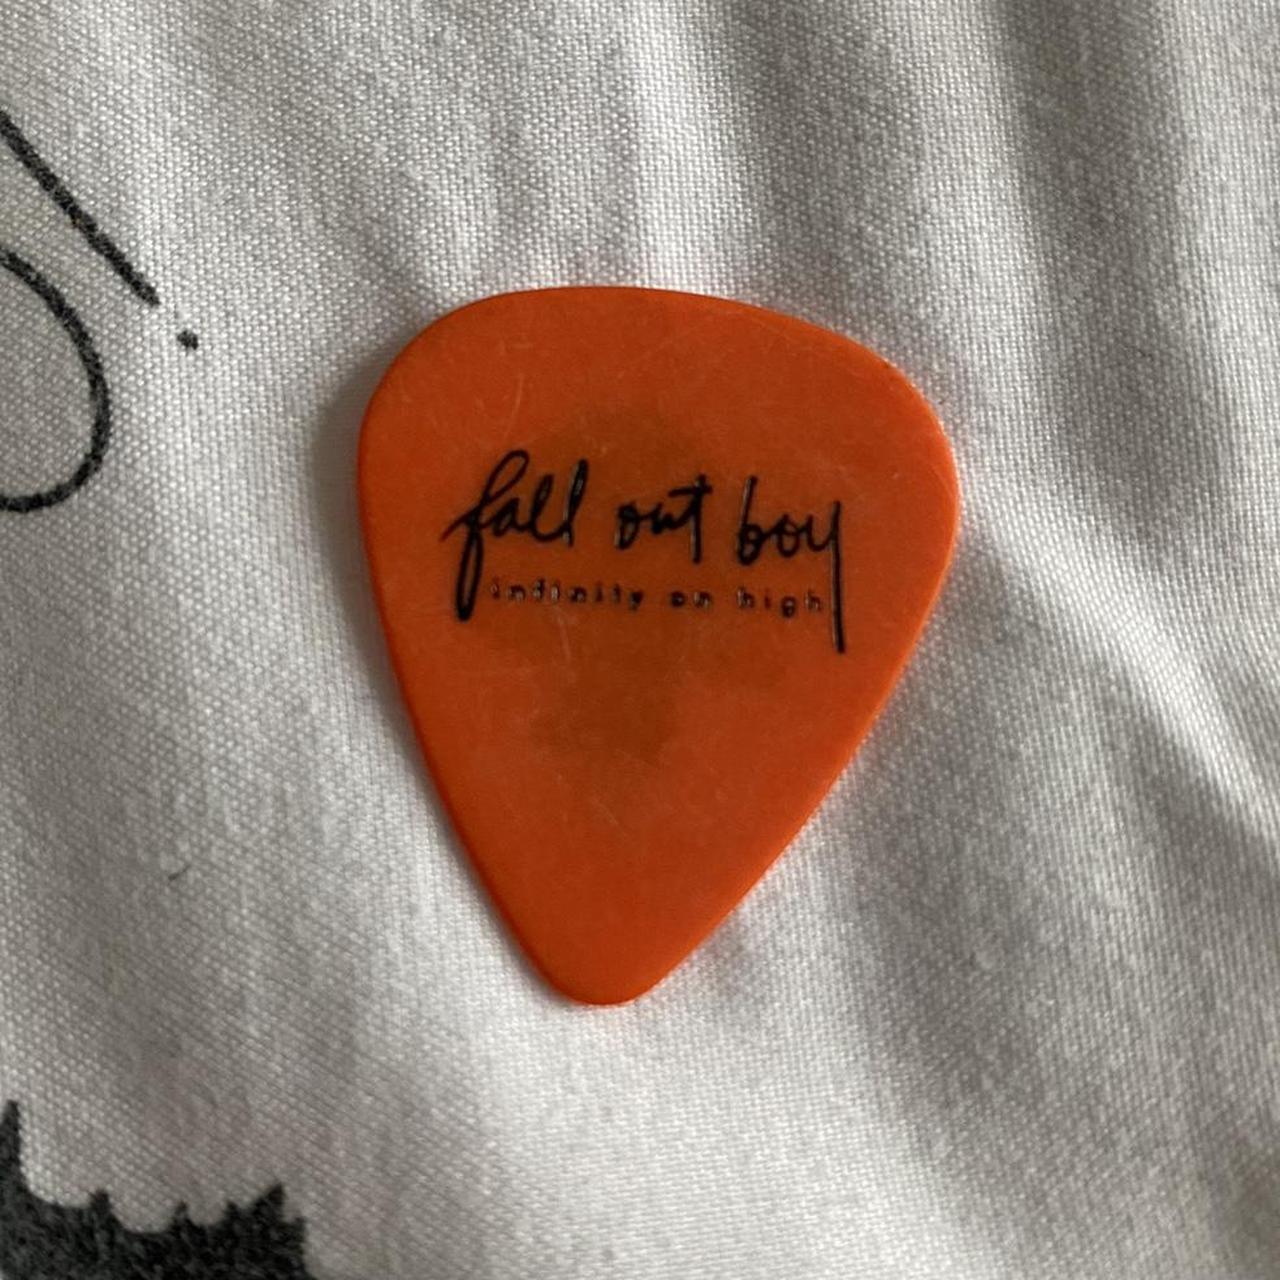 fall out boy
infinity on high